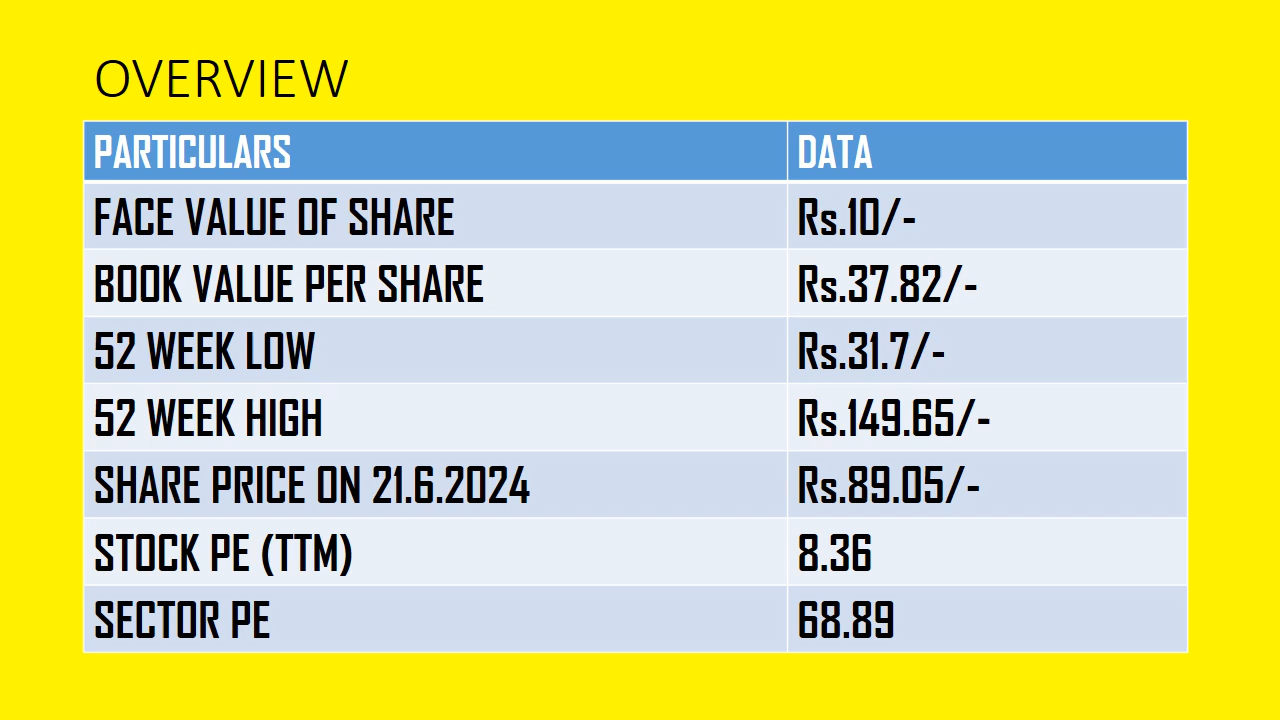 OVERVIEW
PARTICULARS DATA
FACE VALUE OF SHARE Rs.10/-
BOOK VALUE PER SHARE Rs.37.82/-
52 WEEK LOW Rs.31.7/-
52 WEEK HIGH Rs.149.65/-
SHARE PRICE ON 21.6.2024 Rs.89.05/-
STOCK PE (TTM) 8.36
SECTOR PE 68.89